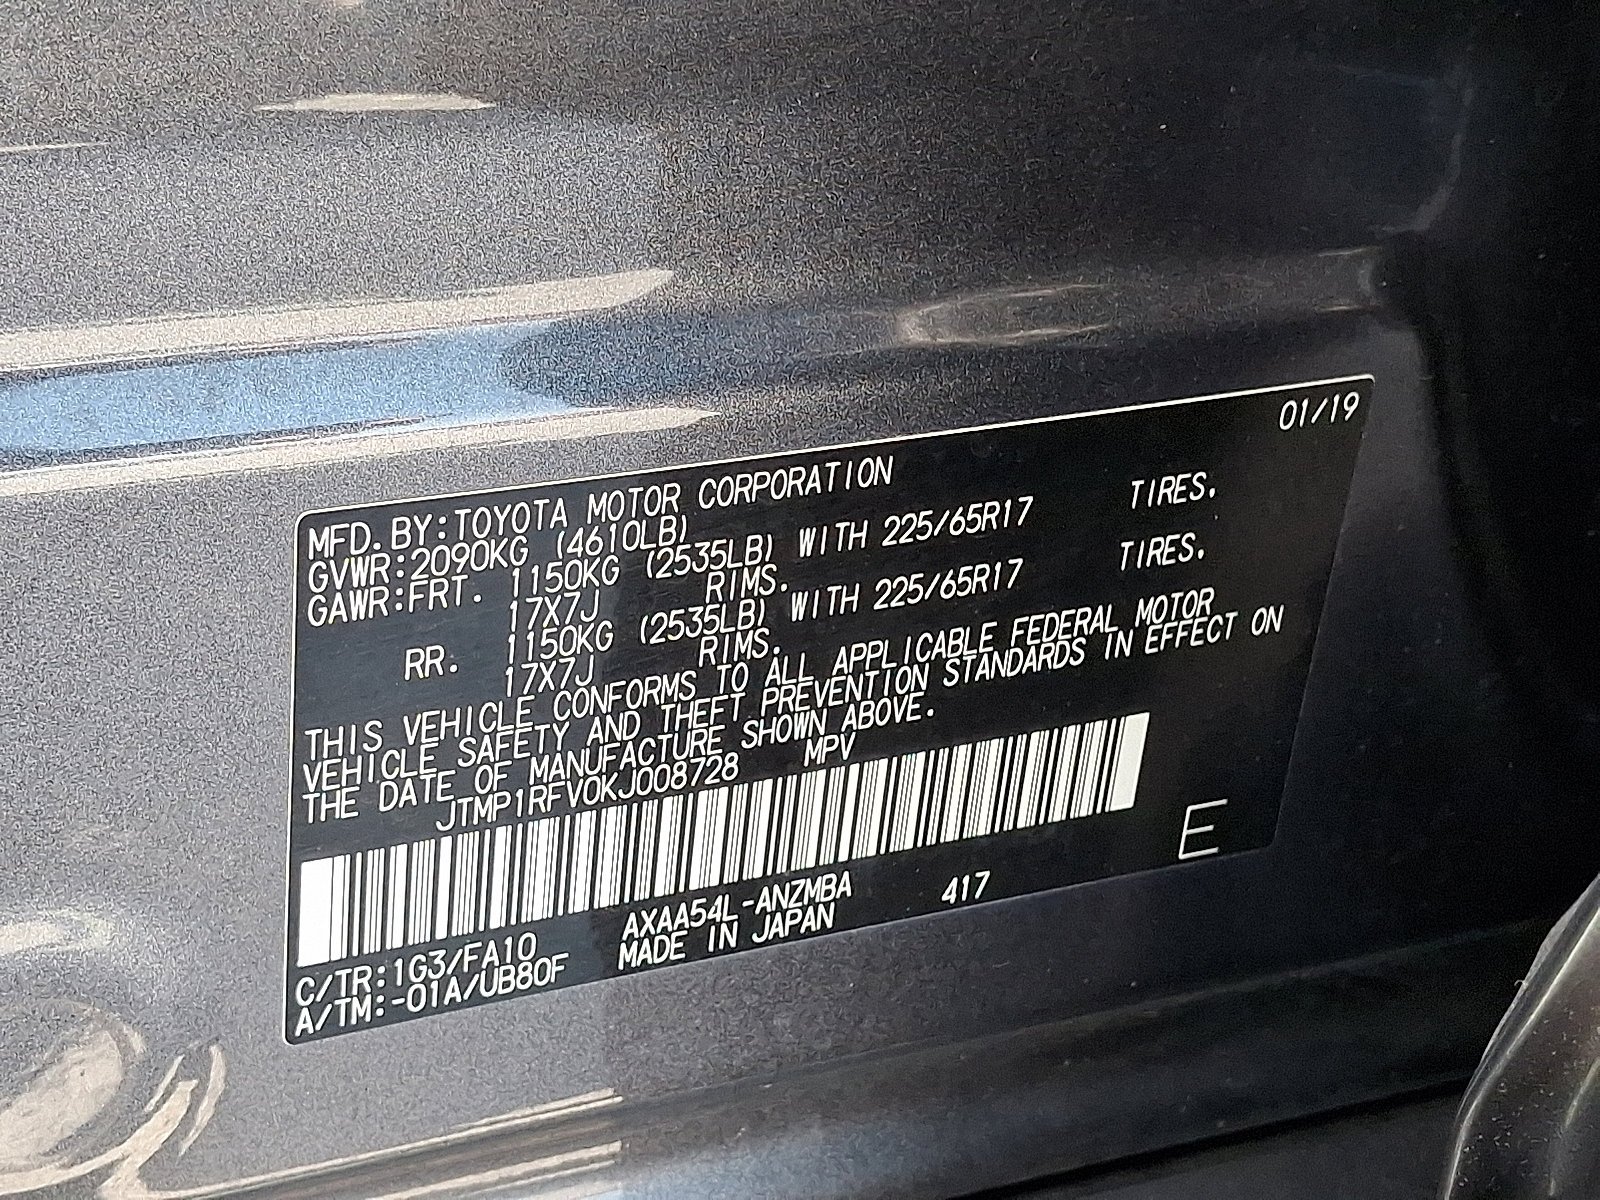 01/19
MFD. BY:TOYOTA MOTOR CORPORATION
GVWR:2090KG (4610LB)
GAWR:FRT. 1150KG (2535LB) WITH 225/65R17 TIRES.
17X7J RIMS.
RR. 1150KG (2535LB) WITH 225/65R17 TIRES.
17X7J RIMS.
THIS VEHICLE CONFORMS TO ALL APPLICABLE FEDERAL MOTOR
VEHICLE SAFETY AND THEFT PREVENTION STANDARDS IN EFFECT ON
THE DATE OF MANUFACTURE SHOWN ABOVE.
JTMP1RFV0KJ008728 MPV
E
C/TR:1G3/FA10 AXAA54L-ANZMBA 417
A/TM:-01A/UB80F MADE IN JAPAN